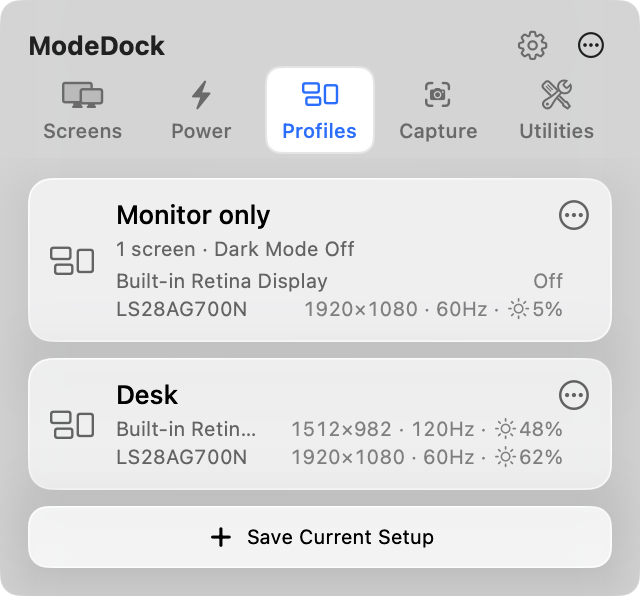 ModeDock
Screens
Power
Profiles
Capture
Utilities
Monitor only
1 screen · Dark Mode Off
Built-in Retina Display Off
LS28AG700N 1920×1080 · 60Hz · 5%
Desk
Built-in Retin... 1512×982 · 120Hz · 48%
LS28AG700N 1920×1080 · 60Hz · 62%
+ Save Current Setup